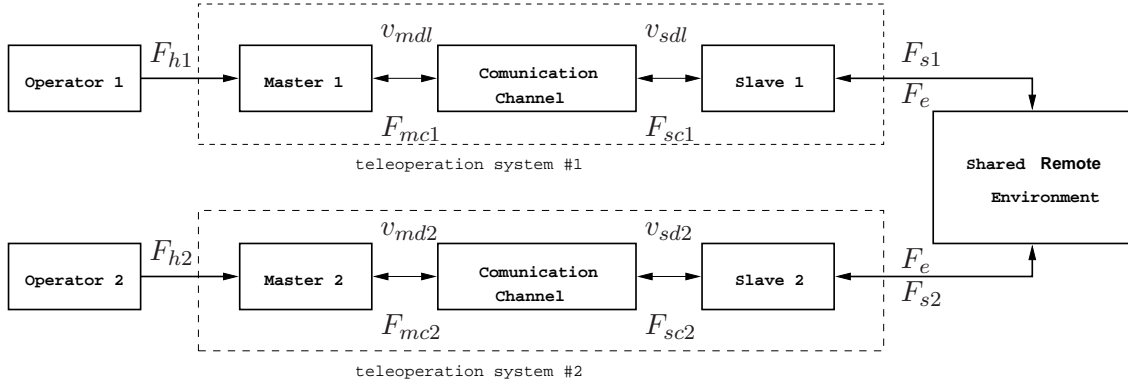 F_{h1}
v_{mdl}
v_{sdl}
F_{s1}
Operator 1
Master 1
Comunication
Channel
Slave 1
F_e
F_{mc1}
F_{sc1}
teleoperation system #1
Shared Remote
Environment
F_{h2}
v_{md2}
v_{sd2}
F_e
Operator 2
Master 2
Comunication
Channel
Slave 2
F_{s2}
F_{mc2}
F_{sc2}
teleoperation system #2